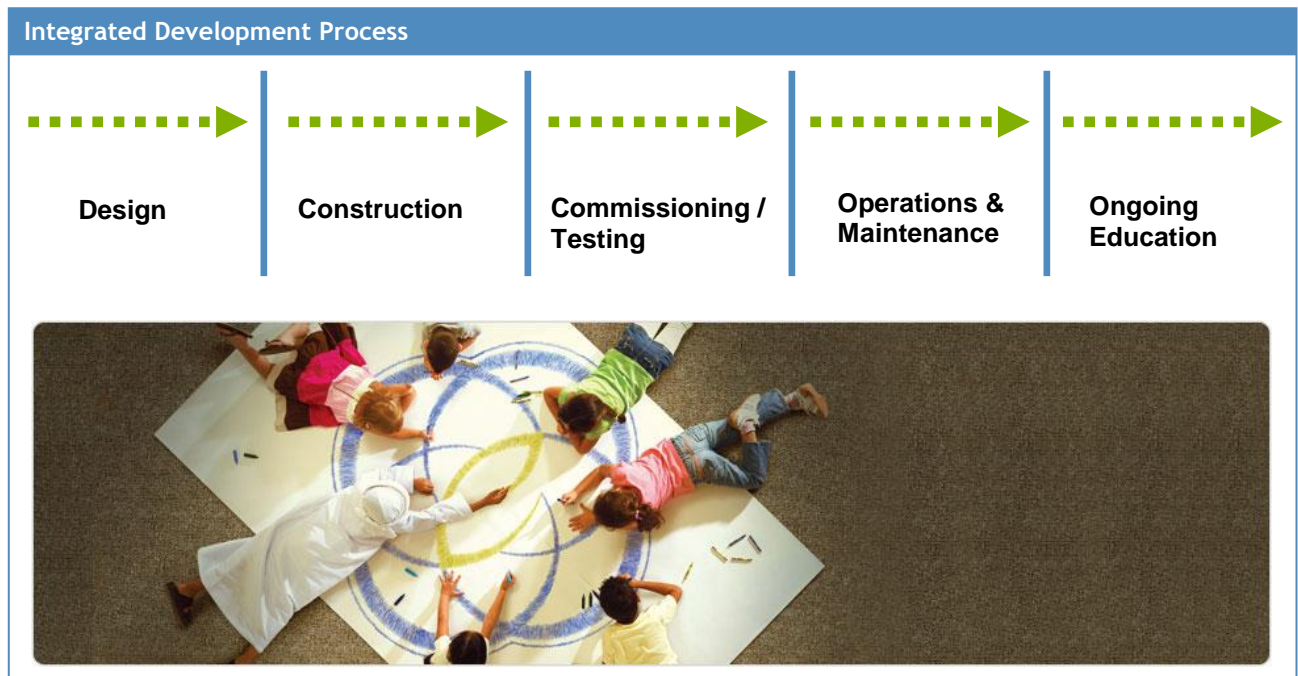 Integrated Development Process
Design
Construction
Commissioning /
Testing
Operations &
Maintenance
Ongoing
Education